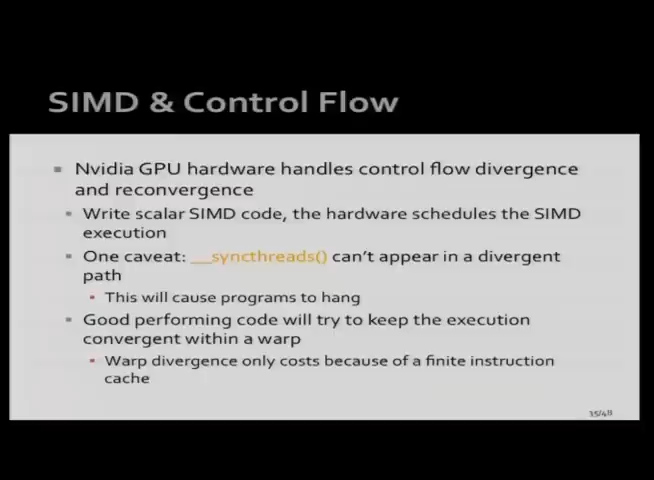 SIMD & Control Flow
Nvidia GPU hardware handles control flow divergence
and reconvergence
Write scalar SIMD code, the hardware schedules the SIMD
execution
One caveat: __syncthreads() can't appear in a divergent
path
This will cause programs to hang
Good performing code will try to keep the execution
convergent within a warp
Warp divergence only costs because of a finite instruction
cache
35/48